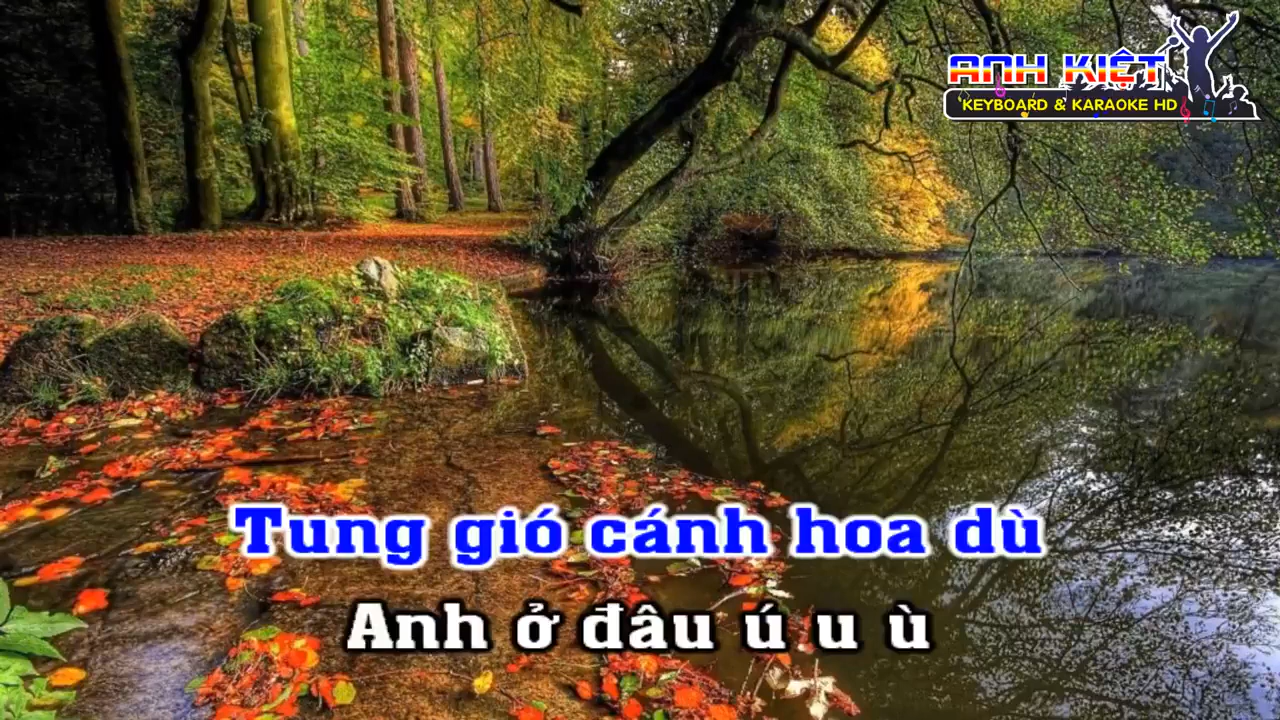 ANH KIỆT
KEYBOARD & KARAOKE HD
Tung gió cánh hoa dù
Anh ở đâu ú u ù